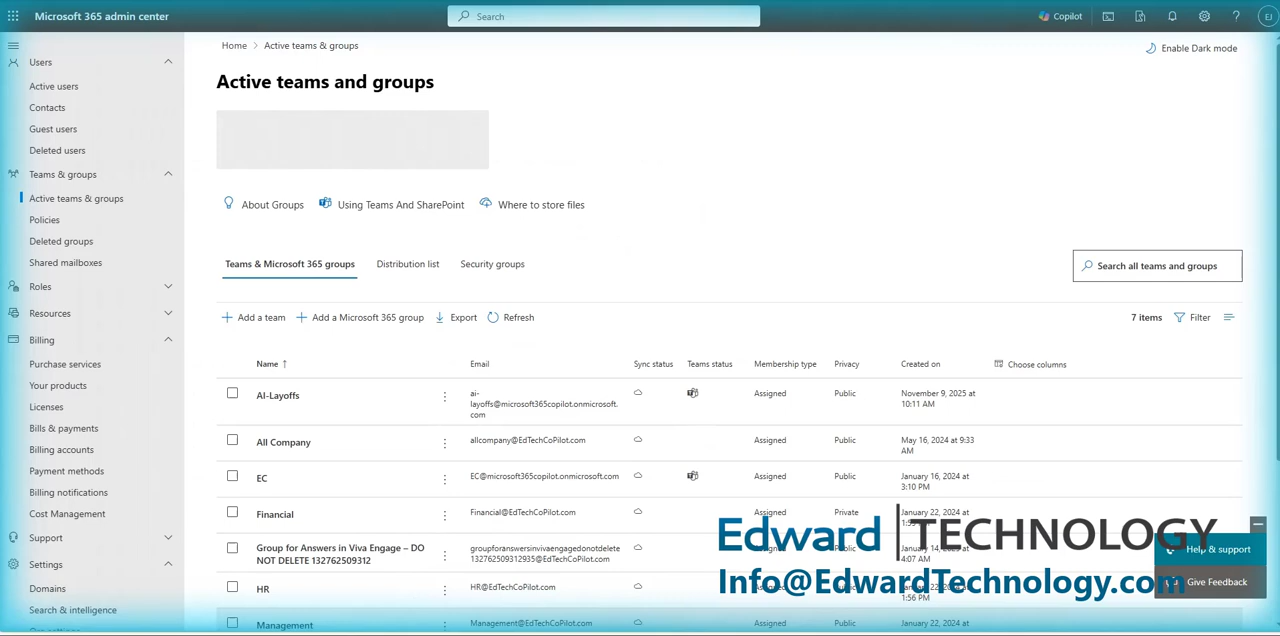 Microsoft 365 admin center
Search
Copilot
EJ
Users
Active users
Contacts
Guest users
Deleted users
Teams & groups
Active teams & groups
Policies
Deleted groups
Shared mailboxes
Roles
Resources
Billing
Purchase services
Your products
Licenses
Bills & payments
Billing accounts
Payment methods
Billing notifications
Cost Management
Support
Settings
Domains
Search & intelligence
Home > Active teams & groups
Enable Dark mode
Active teams and groups
About Groups Using Teams And SharePoint Where to store files
Teams & Microsoft 365 groups Distribution list Security groups
Search all teams and groups
Add a team Add a Microsoft 365 group Export Refresh
7 items Filter
Name ↑ Email Sync status Teams status Membership type Privacy Created on Choose columns
AI-Layoffs
ai-
layoffs@microsoft365copilot.onmicrosoft.
com
Assigned Public
November 9, 2025 at
10:11 AM
All Company allcompany@EdTechCoPilot.com Assigned Public
May 16, 2024 at 9:33
AM
EC EC@microsoft365copilot.onmicrosoft.com Assigned Public
January 16, 2024 at
3:10 PM
Financial Financial@EdTechCoPilot.com Assigned Private
January 22, 2024 at
Group for Answers in Viva Engage – DO
NOT DELETE 132762509312
groupforanswersinvivaengagedonotdelete
132762509312935@EdTechCoPilot.com
4:07 AM
HR HR@EdTechCoPilot.com
1:56 PM
Management Management@EdTechCoPilot.com Assigned Public
January 22, 2024 at
Edward TECHNOLOGY
Info@EdwardTechnology.com
Help & support
Give Feedback